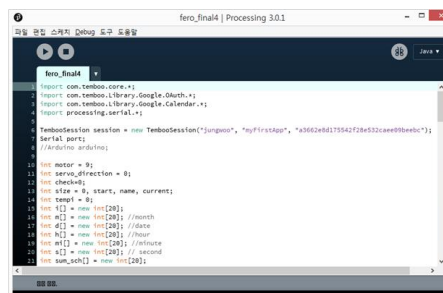 fero_final4 | Processing 3.0.1
파일 편집 스케치 Debug 도구 도움말
Java
fero_final4
1 import com.temboo.core.*;
2 import com.temboo.Library.Google.OAuth.*;
3 import com.temboo.Library.Google.Calendar.*;
4 import processing.serial.*;
5
6 TembooSession session = new TembooSession("jungwoo", "myFirstApp", "a3662e8d175542f28e532caee09beebc");
7 Serial port;
8 //Arduino arduino;
9
10 int motor = 9;
11 int servo_direction = 0;
12 int check=0;
13 int size = 0, start, name, current;
14 int tempi = 0;
15 int i[] = new int[20];
16 int m[] = new int[20]; //month
17 int d[] = new int[20]; //date
18 int h[] = new int[20]; //hour
19 int mi[] = new int[20]; //minute
20 int s[] = new int[20]; // second
21 int sum_sch[] = new int[20];